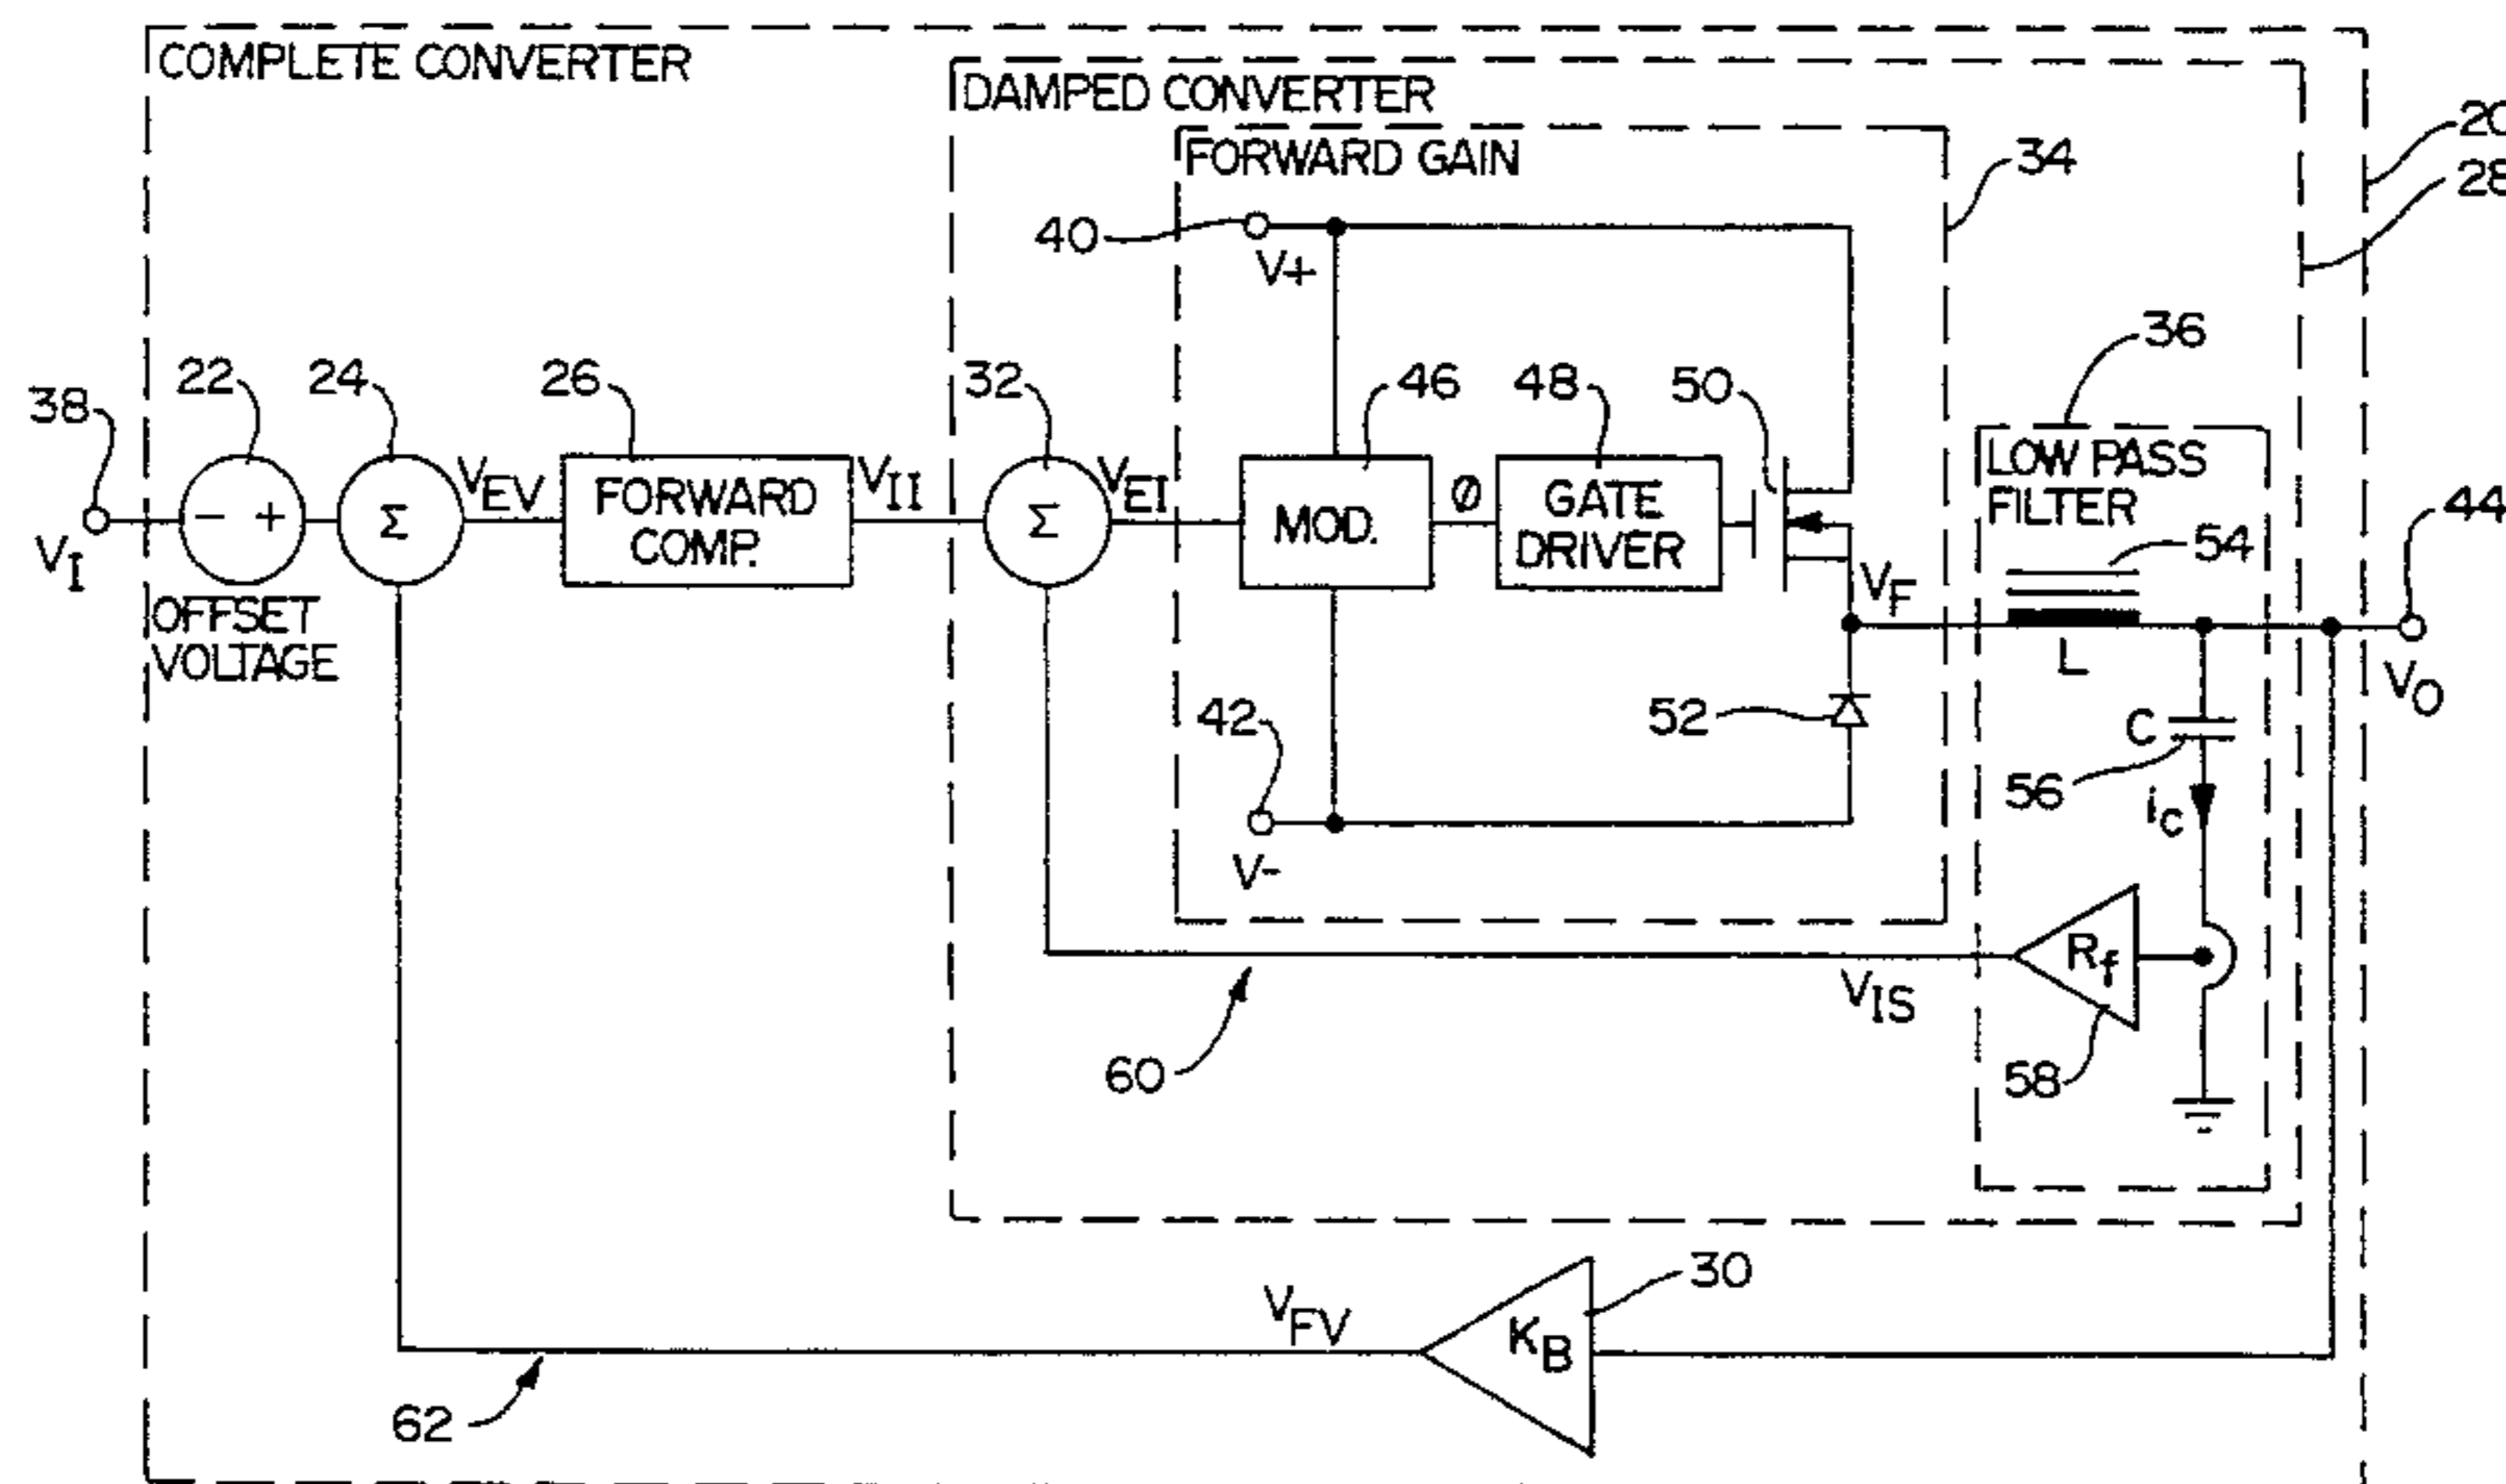 COMPLETE CONVERTER
DAMPED CONVERTER
FORWARD GAIN
20
28
34
40
V+
36
38
22
24
26
32
46
48
50
LOW PASS
FILTER
44
54
VI
- +
Σ
VEV
FORWARD
COMP.
VII
Σ
VEI
MOD.
Ø
GATE
DRIVER
VF
L
VO
OFFSET
VOLTAGE
42
52
C
56
ic
V-
Rf
VIS
58
60
30
VFV
KB
62